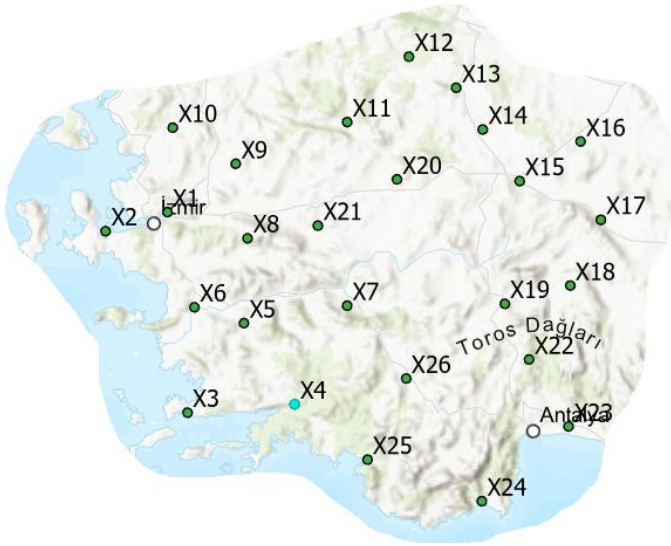 X12
X13
X10
X11
X14
X16
X9
X20
X15
X1
İzmir
X2
X21
X8
X17
X18
X6
X5
X7
X19
Toros Dağları
X22
X26
X4
X3
Antalya
X23
X25
X24